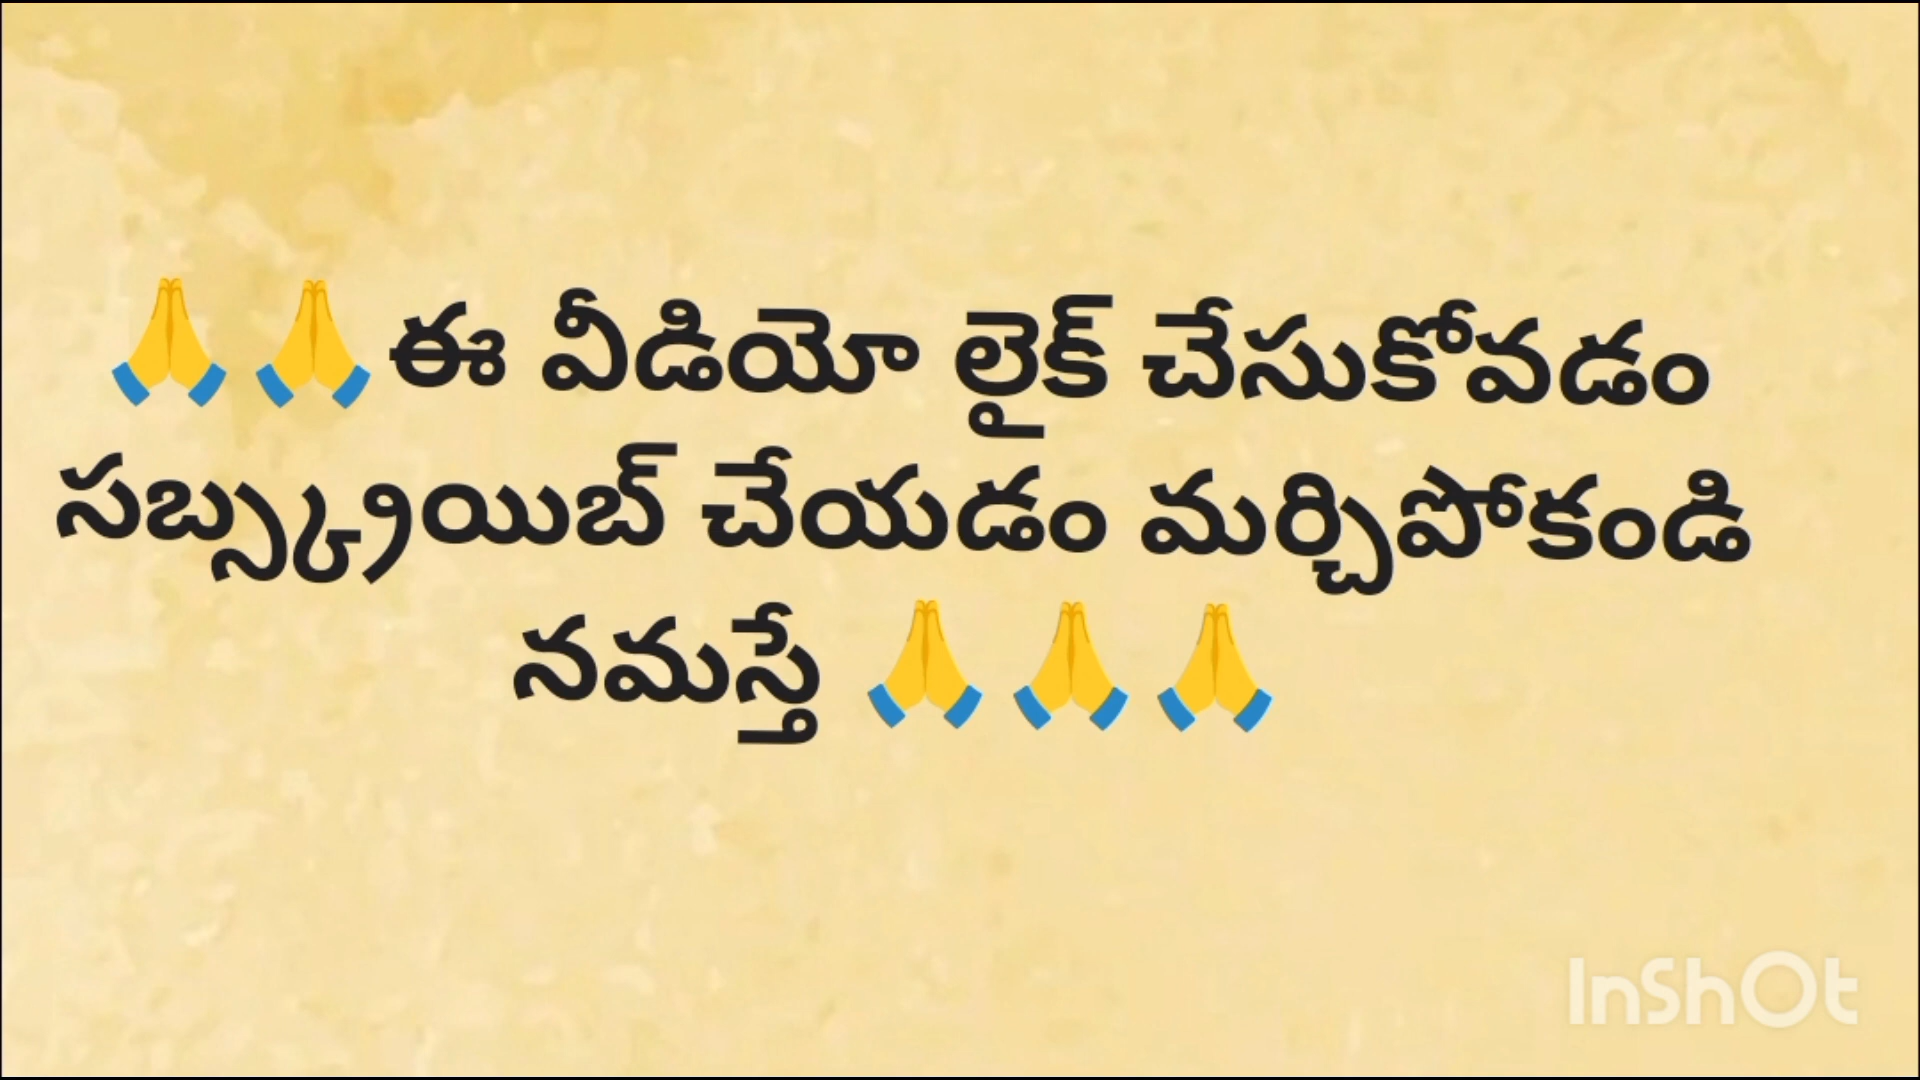 🙏🙏ఈ వీడియో లైక్ చేసుకోవడం
సబ్స్క్రయిబ్ చేయడం మర్చిపోకండి
నమస్తే 🙏🙏🙏
InShOt